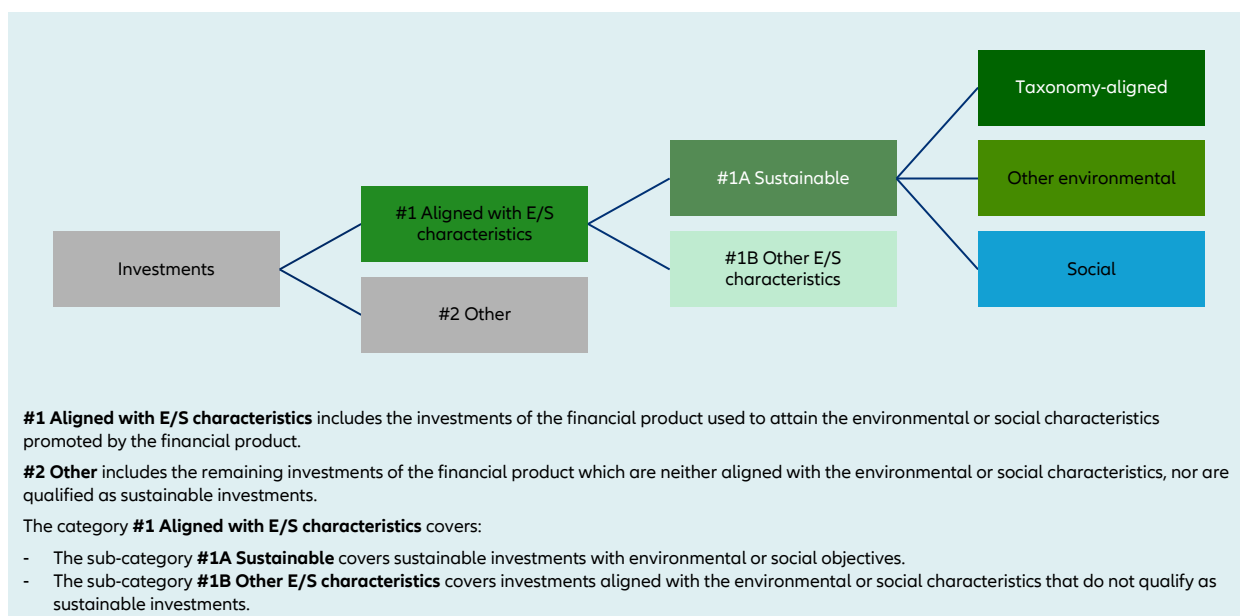 Taxonomy-aligned
#1A Sustainable
Other environmental
#1 Aligned with E/S
characteristics
#1B Other E/S
characteristics
Investments
Social
#2 Other
#1 Aligned with E/S characteristics includes the investments of the financial product used to attain the environmental or social characteristics
promoted by the financial product.
#2 Other includes the remaining investments of the financial product which are neither aligned with the environmental or social characteristics, nor are
qualified as sustainable investments.
The category #1 Aligned with E/S characteristics covers:
- The sub-category #1A Sustainable covers sustainable investments with environmental or social objectives.
- The sub-category #1B Other E/S characteristics covers investments aligned with the environmental or social characteristics that do not qualify as
sustainable investments.